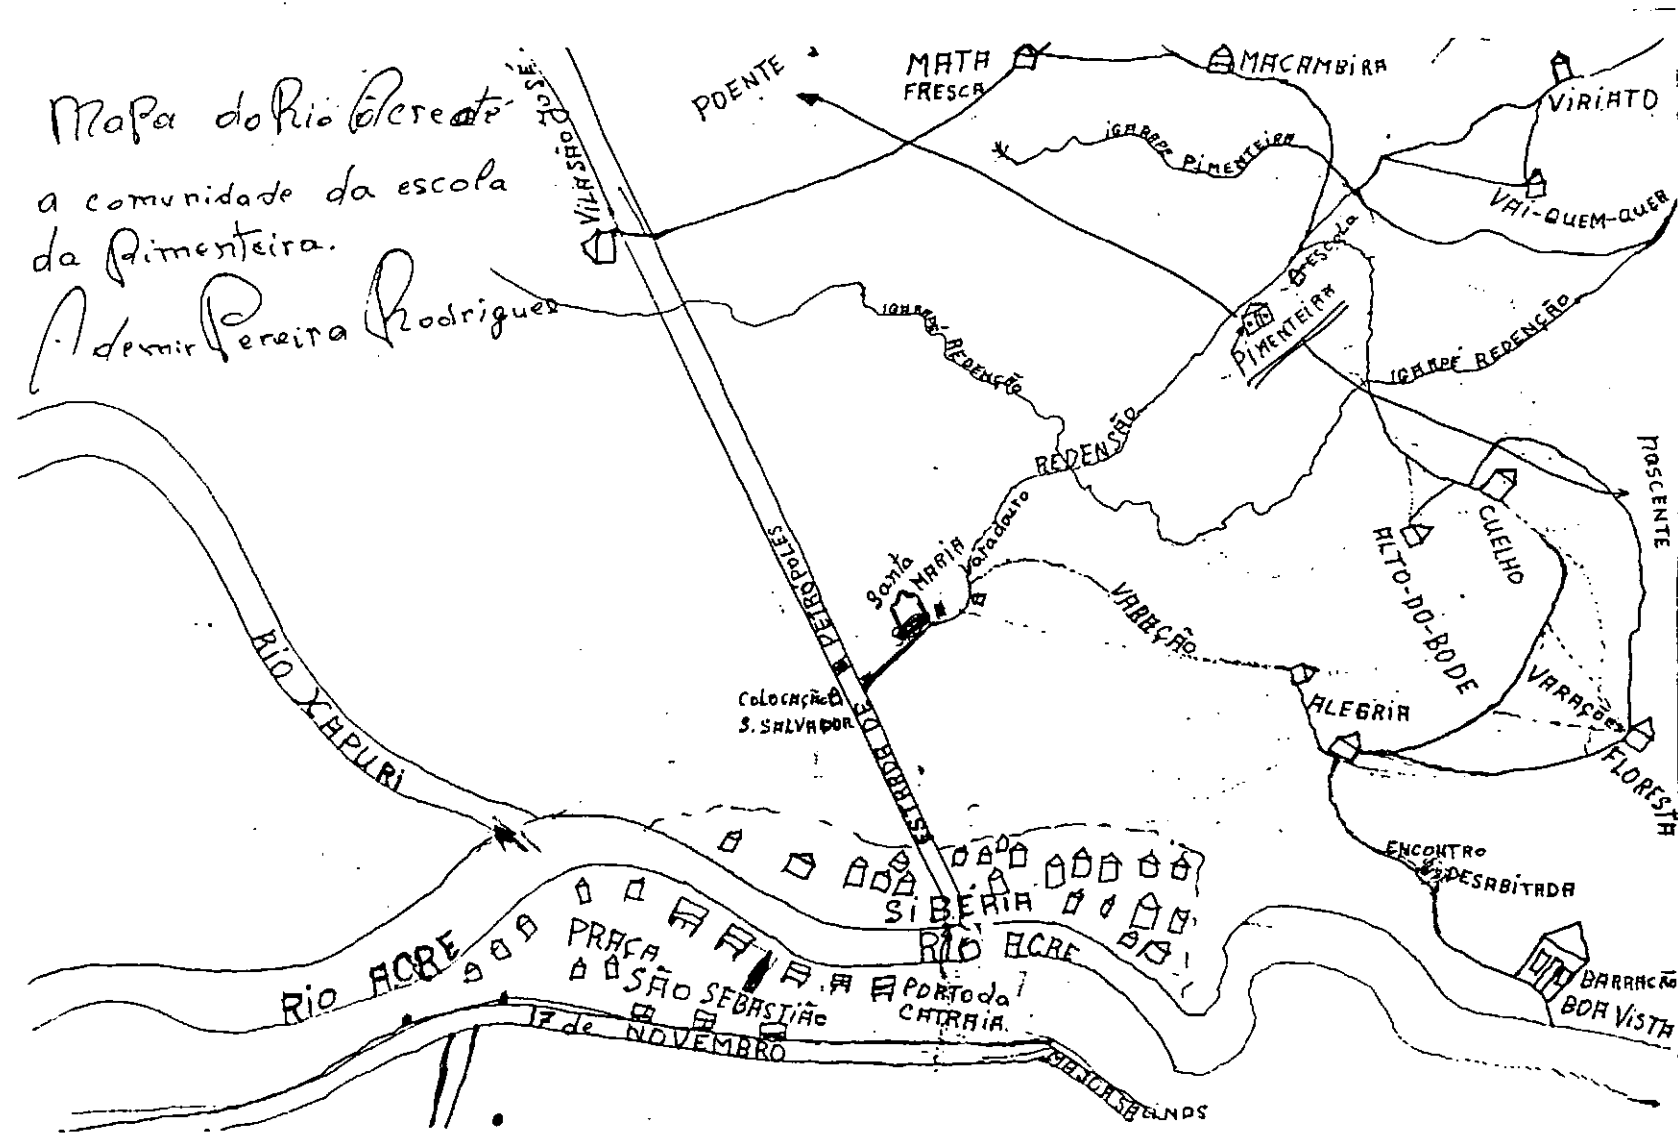 Mapa do Rio Acre até
a comunidade da escola
da Pimenteira.
Ademir Pereira Rodrigues
VILA SÃO JOSÉ
POENTE
MATA
FRESCA
MACAMBIRA
VIRIATO
IGARAPÉ PIMENTEIRA
VAI-QUEM-QUER
ESCOLA
PIMENTEIRA
IGARAPÉ REDENÇÃO
IGARAPÉ REDENÇÃO
REDENSÃO
Varadouro
Santa
MARIA
VARAÇÃO
NASCENTE
CUELHO
ALTO-DO-BODE
VARAÇÕES
ALEGRIA
FLORESTA
COLOCAÇÃO
S. SALVADOR
ESTRADA DE PETROPOLES
RIO XAPURI
ENCONTRO
DESABITADA
SIBÉRIA
RIO ACRE
RIO ACRE
PRAÇA
SÃO SEBASTIÃO
PORTO da
CATRAIA
17 de NOVEMBRO
BARRACÃO
BOA VISTA